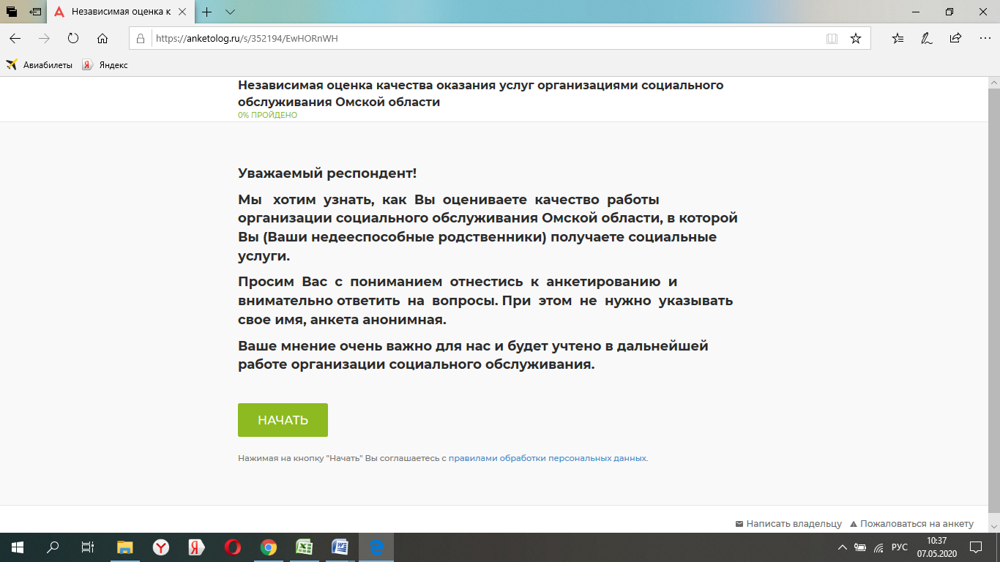 Независимая оценка к
https://anketolog.ru/s/352194/EwHORnWH
Авиабилеты
Яндекс
Независимая оценка качества оказания услуг организациями социального
обслуживания Омской области
0% ПРОЙДЕНО
Уважаемый респондент!
Мы хотим узнать, как Вы оцениваете качество работы
организации социального обслуживания Омской области, в которой
Вы (Ваши недееспособные родственники) получаете социальные
услуги.
Просим Вас с пониманием отнестись к анкетированию и
внимательно ответить на вопросы. При этом не нужно указывать
свое имя, анкета анонимная.
Ваше мнение очень важно для нас и будет учтено в дальнейшей
работе организации социального обслуживания.
НАЧАТЬ
Нажимая на кнопку "Начать" Вы соглашаетесь с правилами обработки персональных данных.
Написать владельцу
Пожаловаться на анкету
РУС
10:37
07.05.2020